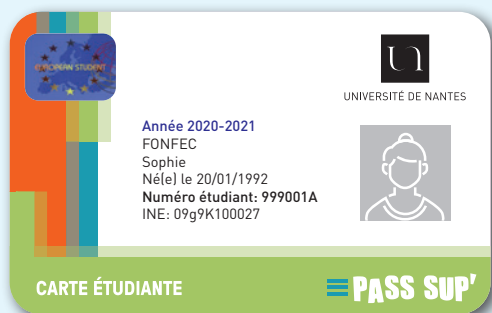 EUROPEAN STUDENT
UNIVERSITÉ DE NANTES
Année 2020-2021
FONFEC
Sophie
Né(e) le 20/01/1992
Numéro étudiant: 999001A
INE: 09g9K100027
CARTE ÉTUDIANTE
PASS SUP'